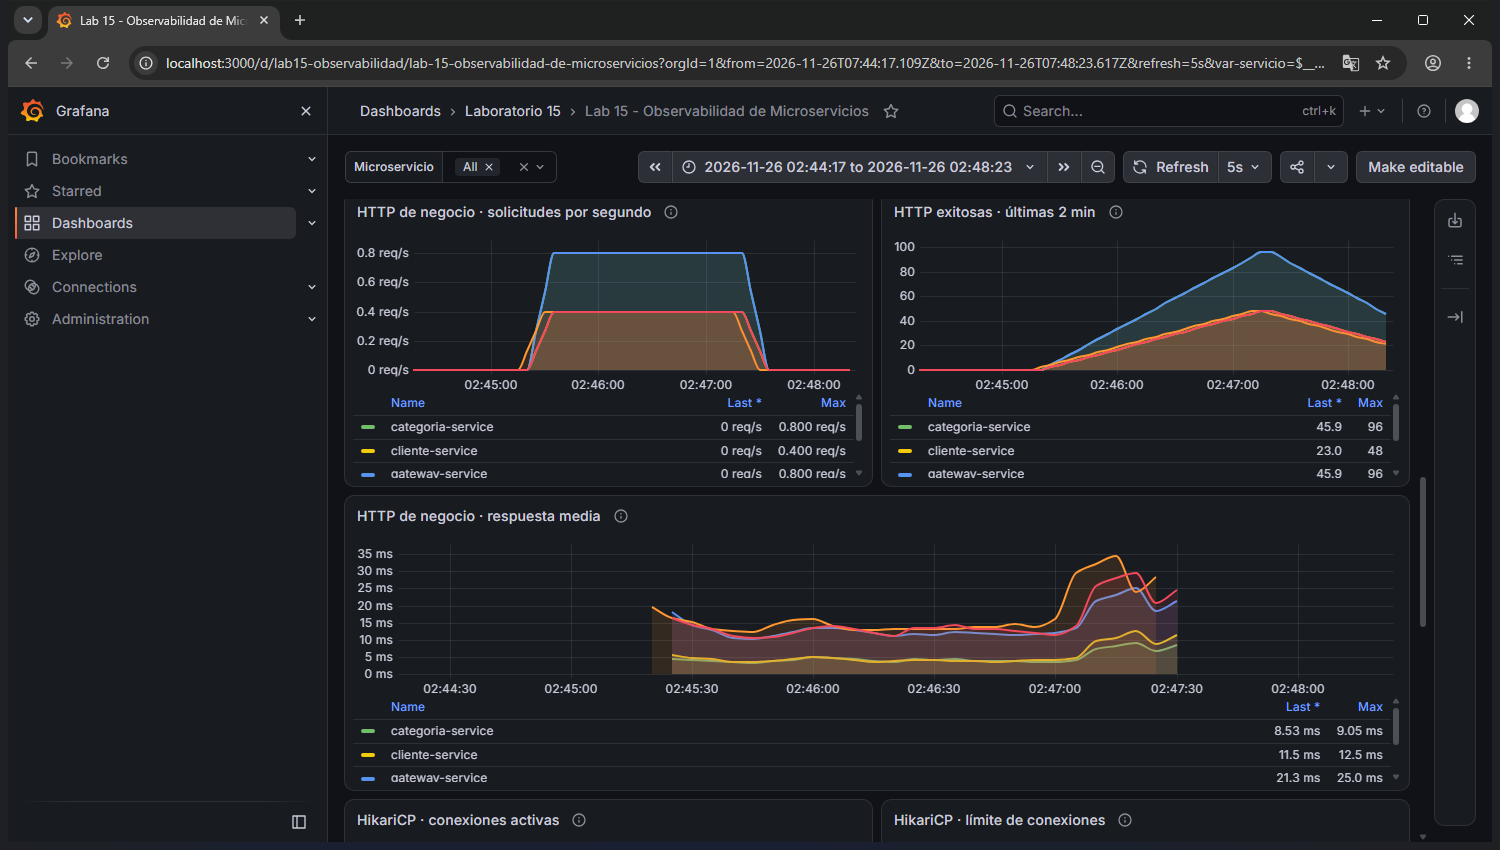 Lab 15 - Observabilidad de Mic
localhost:3000/d/lab15-observabilidad/lab-15-observabilidad-de-microservicios?orgId=1&from=2026-11-26T07:44:17.109Z&to=2026-11-26T07:48:23.617Z&refresh=5s&var-servicio=$__...
Grafana
Dashboards › Laboratorio 15 › Lab 15 - Observabilidad de Microservicios
Search... ctrl+k
Bookmarks
Starred
Dashboards
Explore
Connections
Administration
Microservicio All
2026-11-26 02:44:17 to 2026-11-26 02:48:23
Refresh 5s
Make editable
HTTP de negocio · solicitudes por segundo
0.8 req/s
0.6 req/s
0.4 req/s
0.2 req/s
0 req/s
02:45:00 02:46:00 02:47:00 02:48:00
Name Last * Max
categoria-service 0 req/s 0.800 req/s
cliente-service 0 req/s 0.400 req/s
gateway-service 0 req/s 0.800 req/s
HTTP exitosas · últimas 2 min
100
80
60
40
20
0
02:45:00 02:46:00 02:47:00 02:48:00
Name Last * Max
categoria-service 45.9 96
cliente-service 23.0 48
gateway-service 45.9 96
HTTP de negocio · respuesta media
35 ms
30 ms
25 ms
20 ms
15 ms
10 ms
5 ms
0 ms
02:44:30 02:45:00 02:45:30 02:46:00 02:46:30 02:47:00 02:47:30 02:48:00
Name Last * Max
categoria-service 8.53 ms 9.05 ms
cliente-service 11.5 ms 12.5 ms
gateway-service 21.3 ms 25.0 ms
HikariCP · conexiones activas
HikariCP · límite de conexiones